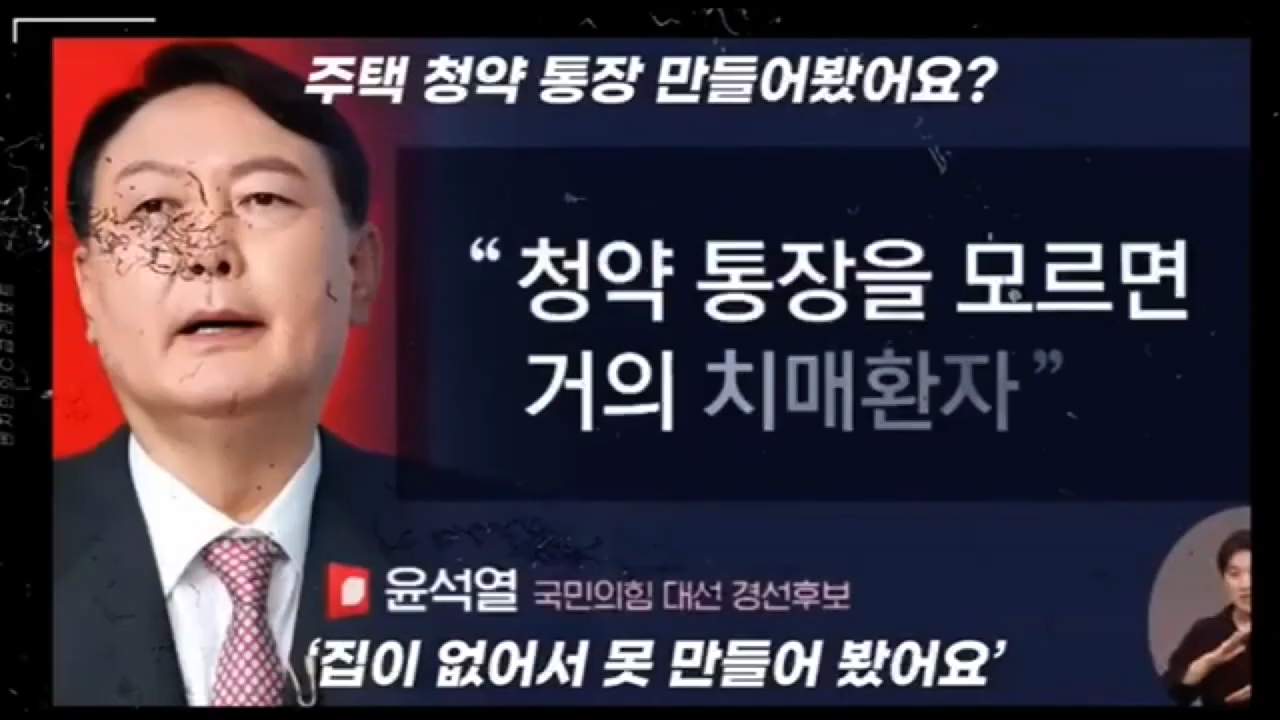 주택 청약 통장 만들어봤어요?
“ 청약 통장을 모르면
거의 치매환자 ”
윤석열 국민의힘 대선 경선후보
‘집이 없어서 못 만들어 봤어요’